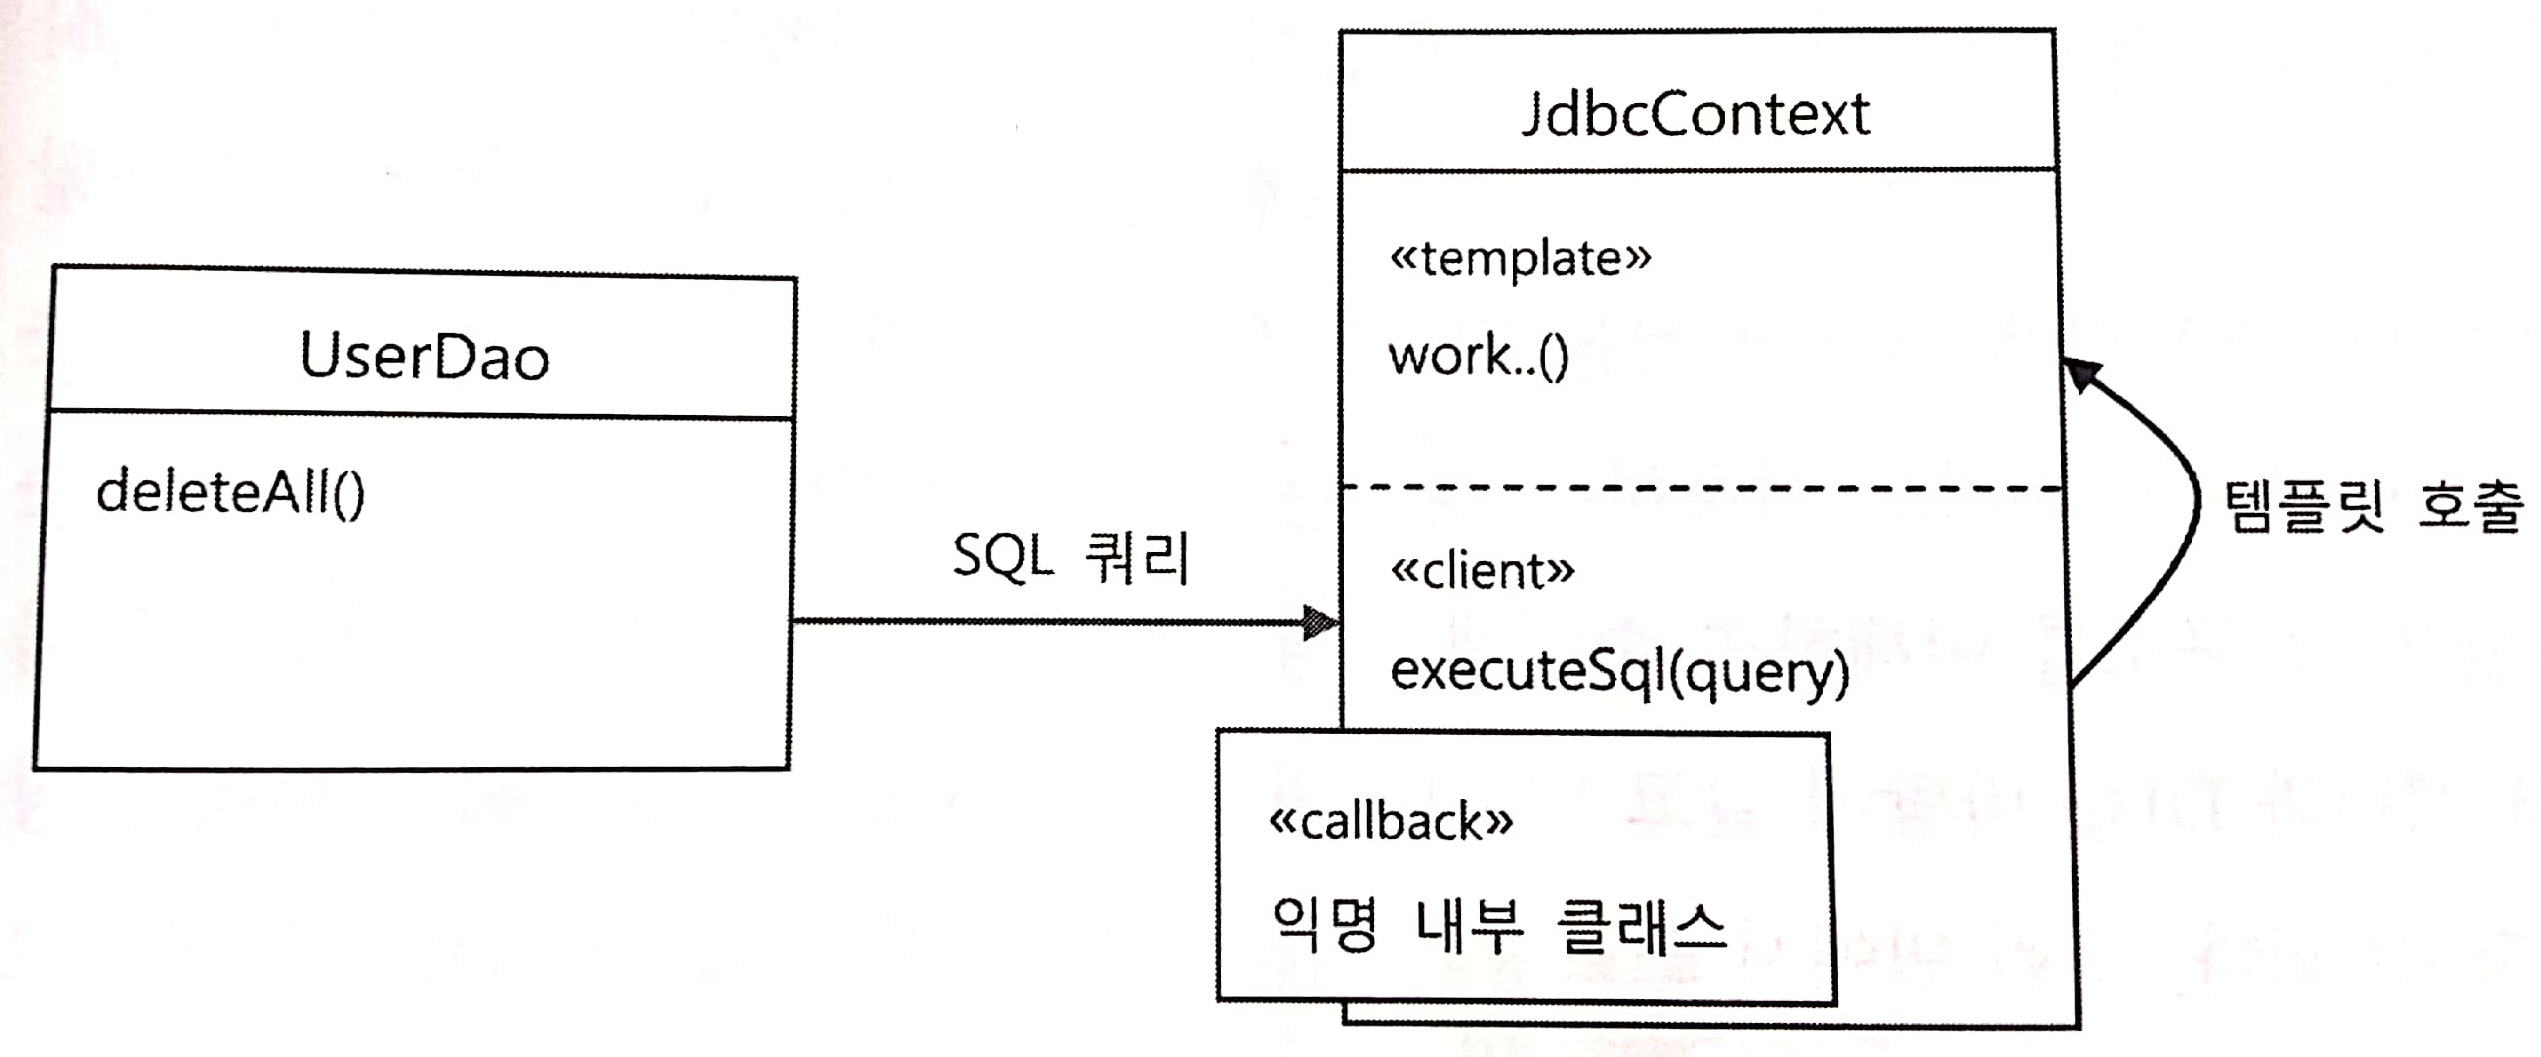 UserDao
deleteAll()
SQL 쿼리
JdbcContext
«template»
work..()
«client»
executeSql(query)
«callback»
익명 내부 클래스
템플릿 호출